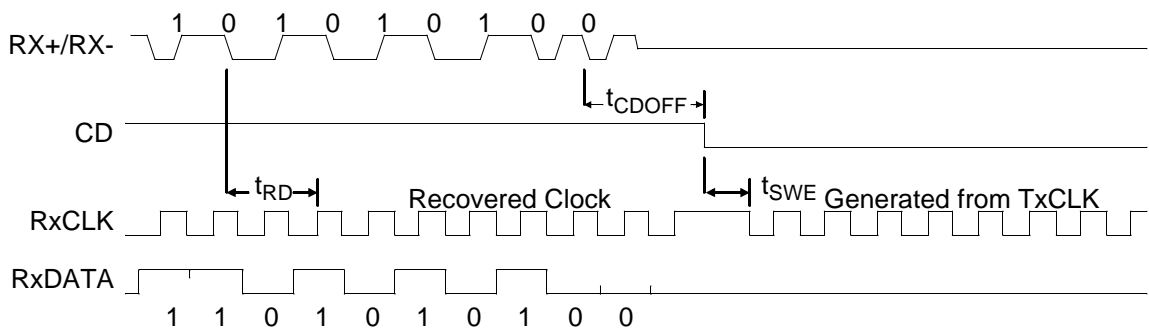 1 0 1 0 1 0 1 0 0
RX+/RX-
tCDOFF
CD
tRD
Recovered Clock
tSWE
Generated from TxCLK
RxCLK
RxDATA
1 1 0 1 0 1 0 1 0 0